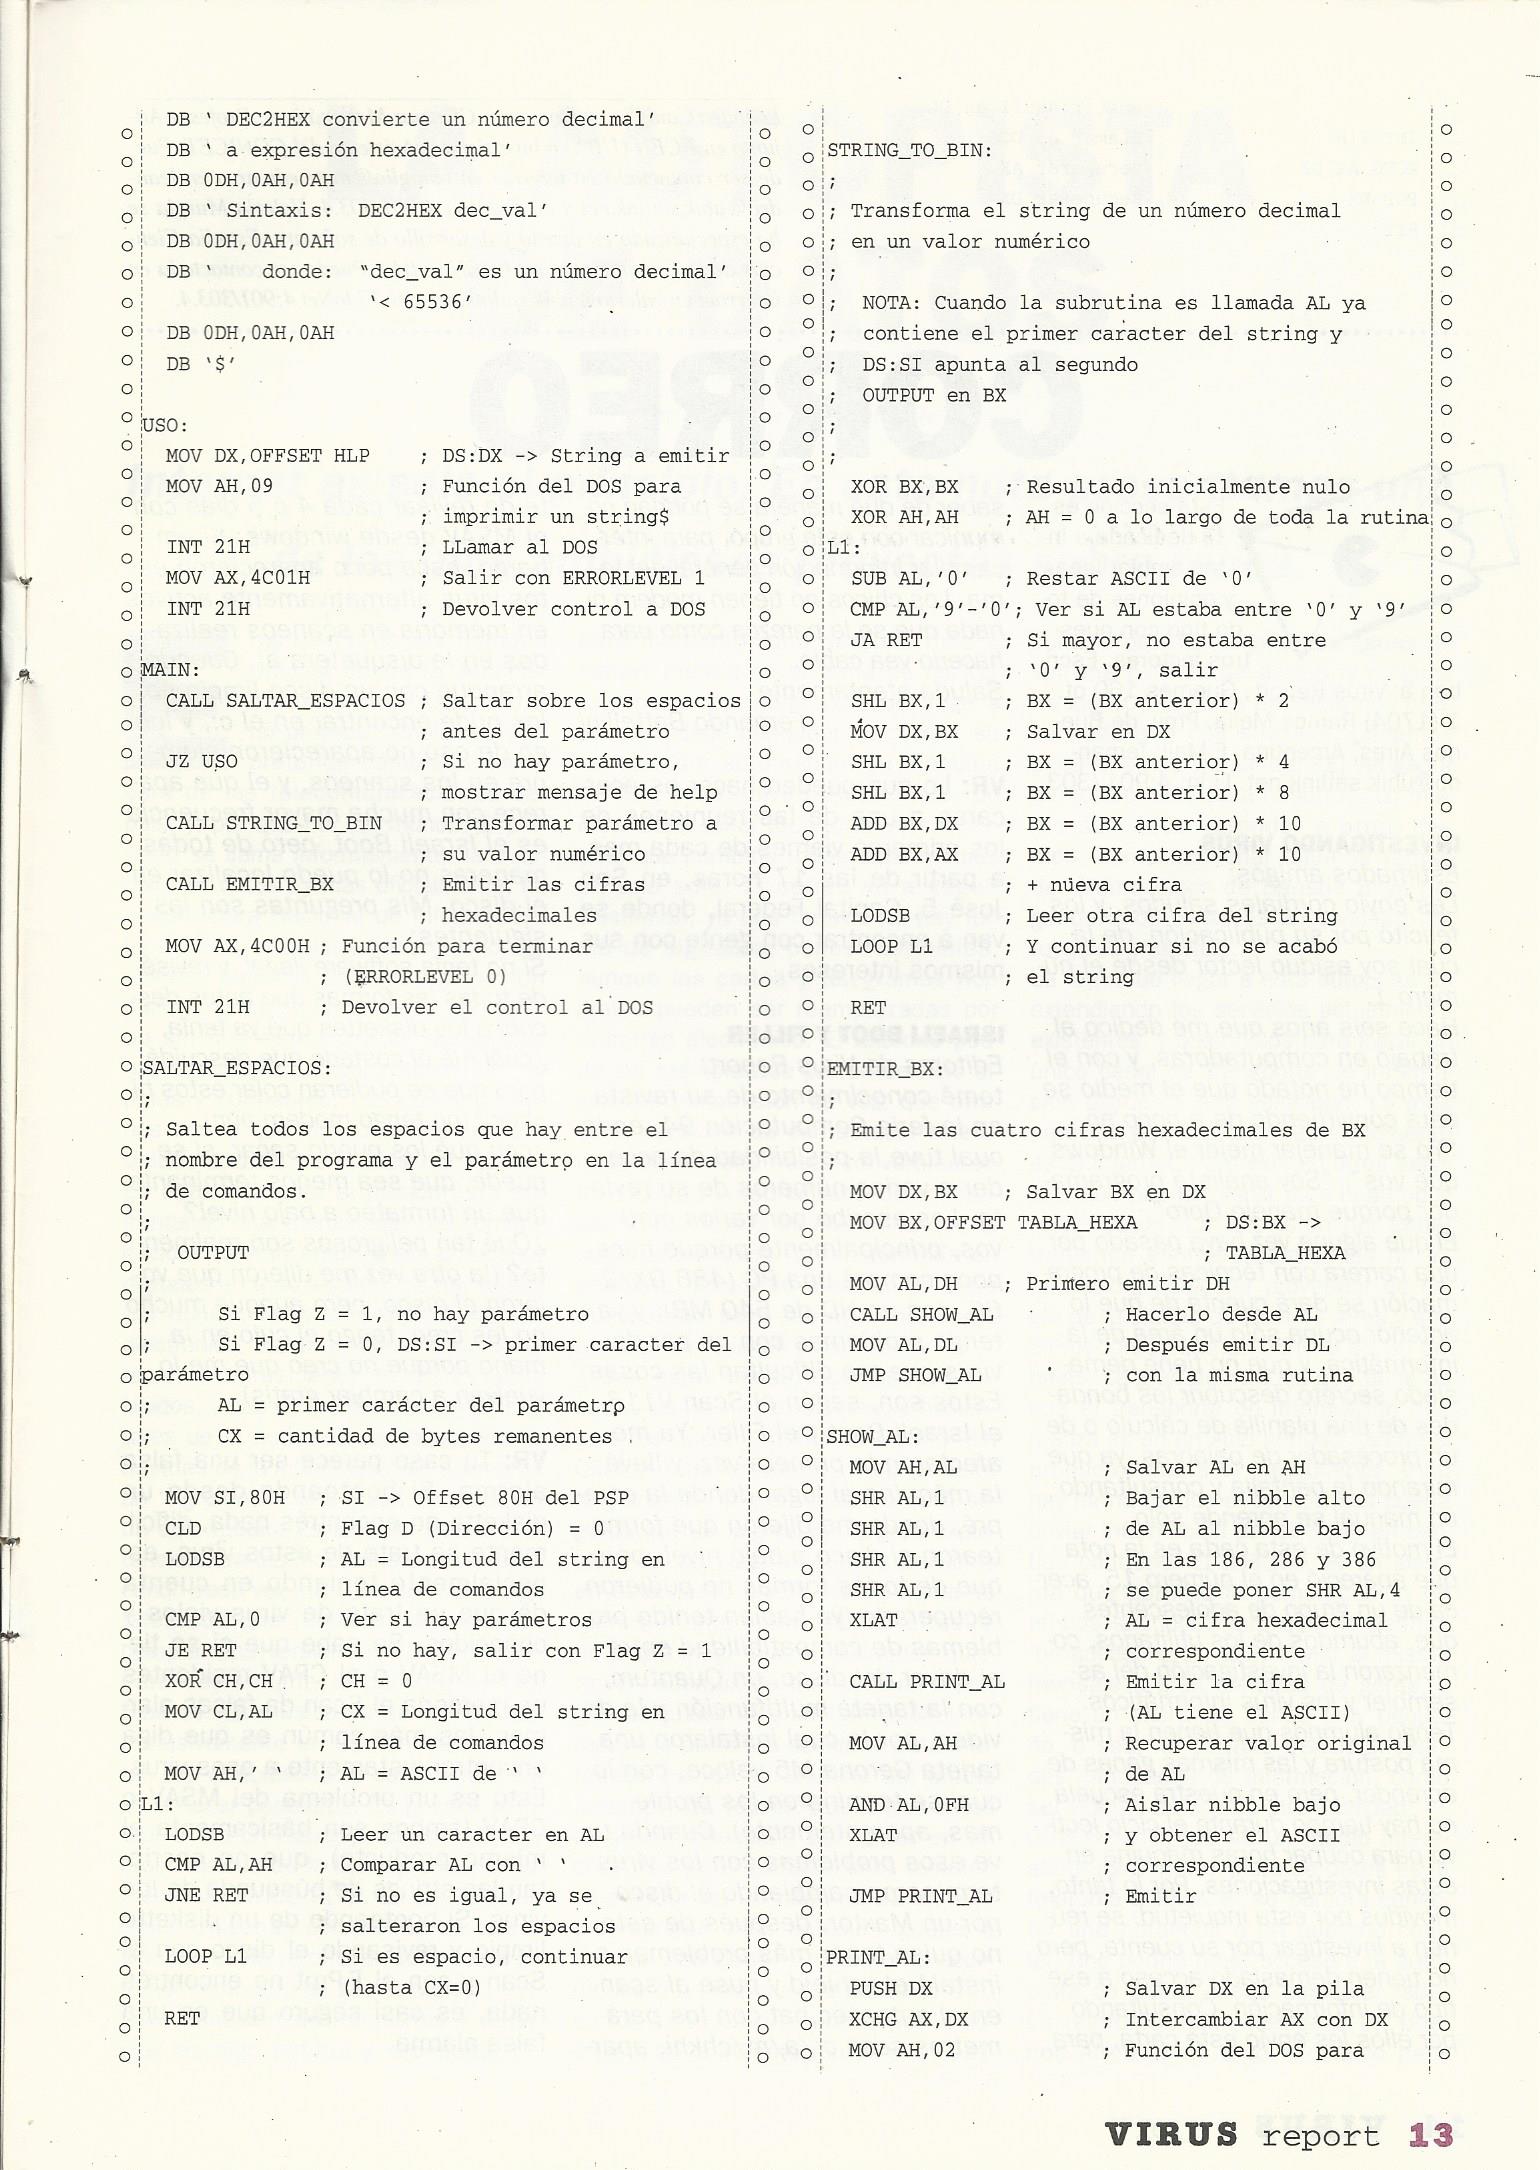 DB ‘ DEC2HEX convierte un número decimal’
DB ‘ a expresión hexadecimal’
DB 0DH,0AH,0AH
DB ‘ Sintaxis:  DEC2HEX dec_val’
DB 0DH,0AH,0AH
DB ‘    donde:  “dec_val” es un número decimal’
‘< 65536’
DB 0DH,0AH,0AH
DB ‘$’
USO:
MOV DX,OFFSET HLP    ; DS:DX -> String a emitir
MOV AH,09            ; Función del DOS para
; imprimir un string$
INT 21H              ; LLamar al DOS
MOV AX,4C01H         ; Salir con ERRORLEVEL 1
INT 21H              ; Devolver control a DOS
MAIN:
CALL SALTAR_ESPACIOS ; Saltar sobre los espacios
; antes del parámetro
JZ USO               ; Si no hay parámetro,
; mostrar mensaje de help
CALL STRING_TO_BIN   ; Transformar parámetro a
; su valor numérico
CALL EMITIR_BX       ; Emitir las cifras
; hexadecimales
MOV AX,4C00H ; Función para terminar
; (ERRORLEVEL 0)
INT 21H      ; Devolver el control al DOS
SALTAR_ESPACIOS:
;
; Saltea todos los espacios que hay entre el
; nombre del programa y el parámetro en la línea
; de comandos.
;
;  OUTPUT
;
;     Si Flag Z = 1, no hay parámetro
;     Si Flag Z = 0, DS:SI -> primer caracter del
parámetro
;     AL = primer carácter del parámetro
;     CX = cantidad de bytes remanentes
;
MOV SI,80H   ; SI -> Offset 80H del PSP
CLD          ; Flag D (Dirección) = 0
LODSB        ; AL = Longitud del string en
; línea de comandos
CMP AL,0     ; Ver si hay parámetros
JE RET       ; Si no hay, salir con Flag Z = 1
XOR CH,CH    ; CH = 0
MOV CL,AL    ; CX = Longitud del string en
; línea de comandos
MOV AH,’ ‘   ; AL = ASCII de ‘ ‘
L1:
LODSB        ; Leer un caracter en AL
CMP AL,AH    ; Comparar AL con ‘ ‘
JNE RET      ; Si no es igual, ya se
; salteraron los espacios
LOOP L1      ; Si es espacio, continuar
; (hasta CX=0)
RET
STRING_TO_BIN:
;
; Transforma el string de un número decimal
; en un valor numérico
;
;  NOTA: Cuando la subrutina es llamada AL ya
;  contiene el primer caracter del string y
;  DS:SI apunta al segundo
;  OUTPUT en BX
;
;
XOR BX,BX    ; Resultado inicialmente nulo
XOR AH,AH    ; AH = 0 a lo largo de toda la rutina
L1:
SUB AL,’0’   ; Restar ASCII de ‘0’
CMP AL,’9’-’0’; Ver si AL estaba entre ‘0’ y ‘9’
JA RET       ; Si mayor, no estaba entre
; ‘0’ y ‘9’, salir
SHL BX,1     ; BX = (BX anterior) * 2
MOV DX,BX    ; Salvar en DX
SHL BX,1     ; BX = (BX anterior) * 4
SHL BX,1     ; BX = (BX anterior) * 8
ADD BX,DX    ; BX = (BX anterior) * 10
ADD BX,AX    ; BX = (BX anterior) * 10
; + nueva cifra
LODSB        ; Leer otra cifra del string
LOOP L1      ; Y continuar si no se acabó
; el string
RET
EMITIR_BX:
;
; Emite las cuatro cifras hexadecimales de BX
;
MOV DX,BX    ; Salvar BX en DX
MOV BX,OFFSET TABLA_HEXA     ; DS:BX ->
; TABLA_HEXA
MOV AL,DH    ; Primero emitir DH
CALL SHOW_AL         ; Hacerlo desde AL
MOV AL,DL            ; Después emitir DL
JMP SHOW_AL          ; con la misma rutina
SHOW_AL:
MOV AH,AL            ; Salvar AL en AH
SHR AL,1             ; Bajar el nibble alto
SHR AL,1             ; de AL al nibble bajo
SHR AL,1             ; En las 186, 286 y 386
SHR AL,1             ; se puede poner SHR AL,4
XLAT                 ; AL = cifra hexadecimal
; correspondiente
CALL PRINT_AL        ; Emitir la cifra
; (AL tiene el ASCII)
MOV AL,AH            ; Recuperar valor original
; de AL
AND AL,0FH           ; Aislar nibble bajo
XLAT                 ; y obtener el ASCII
; correspondiente
JMP PRINT_AL         ; Emitir
PRINT_AL:
PUSH DX              ; Salvar DX en la pila
XCHG AX,DX           ; Intercambiar AX con DX
MOV AH,02            ; Función del DOS para
VIRUS report 13